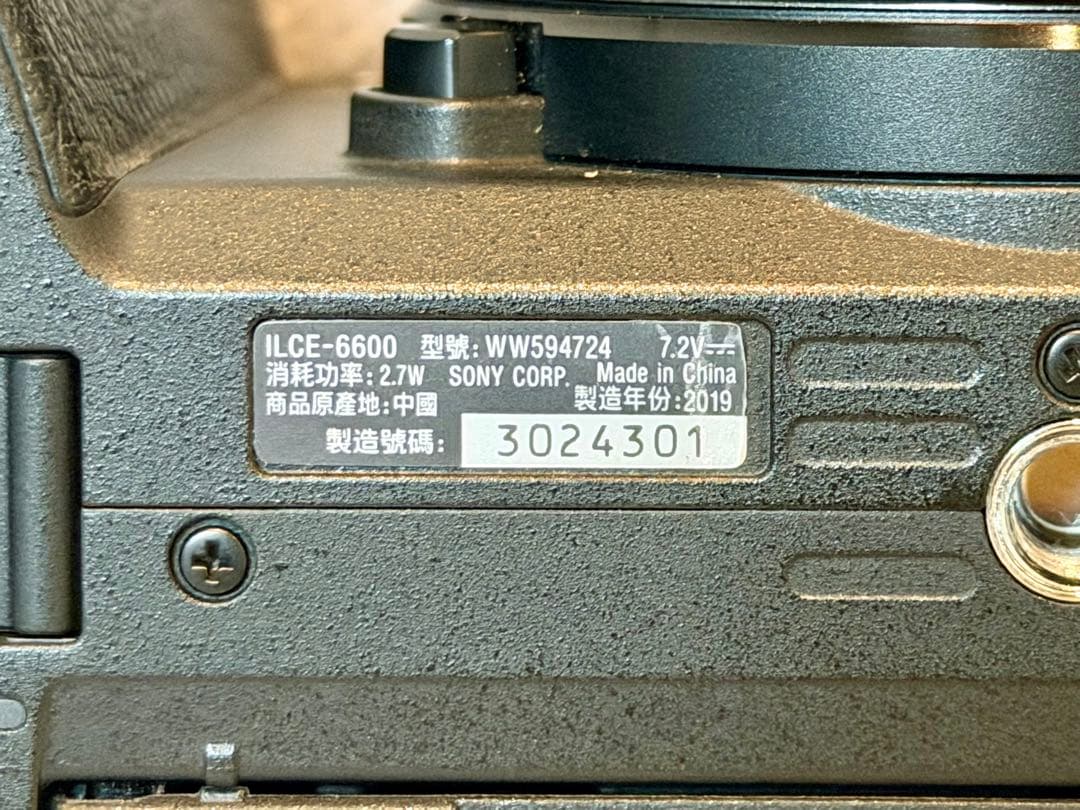 ILCE-6600 型號: WW594724 7.2V⎓
消耗功率: 2.7W SONY CORP. Made in China
商品原產地:中國 製造年份:2019
製造號碼: 3024301